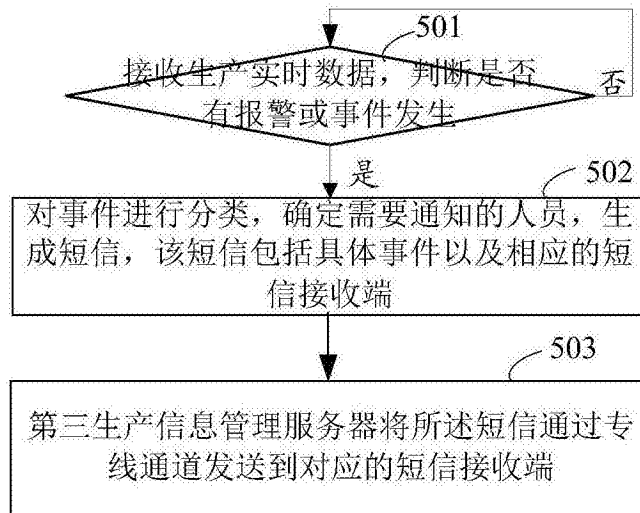 501
接收生产实时数据，判断是否
有报警或事件发生
否
是
502
对事件进行分类，确定需要通知的人员，生
成短信，该短信包括具体事件以及相应的短
信接收端
503
第三生产信息管理服务器将所述短信通过专
线通道发送到对应的短信接收端